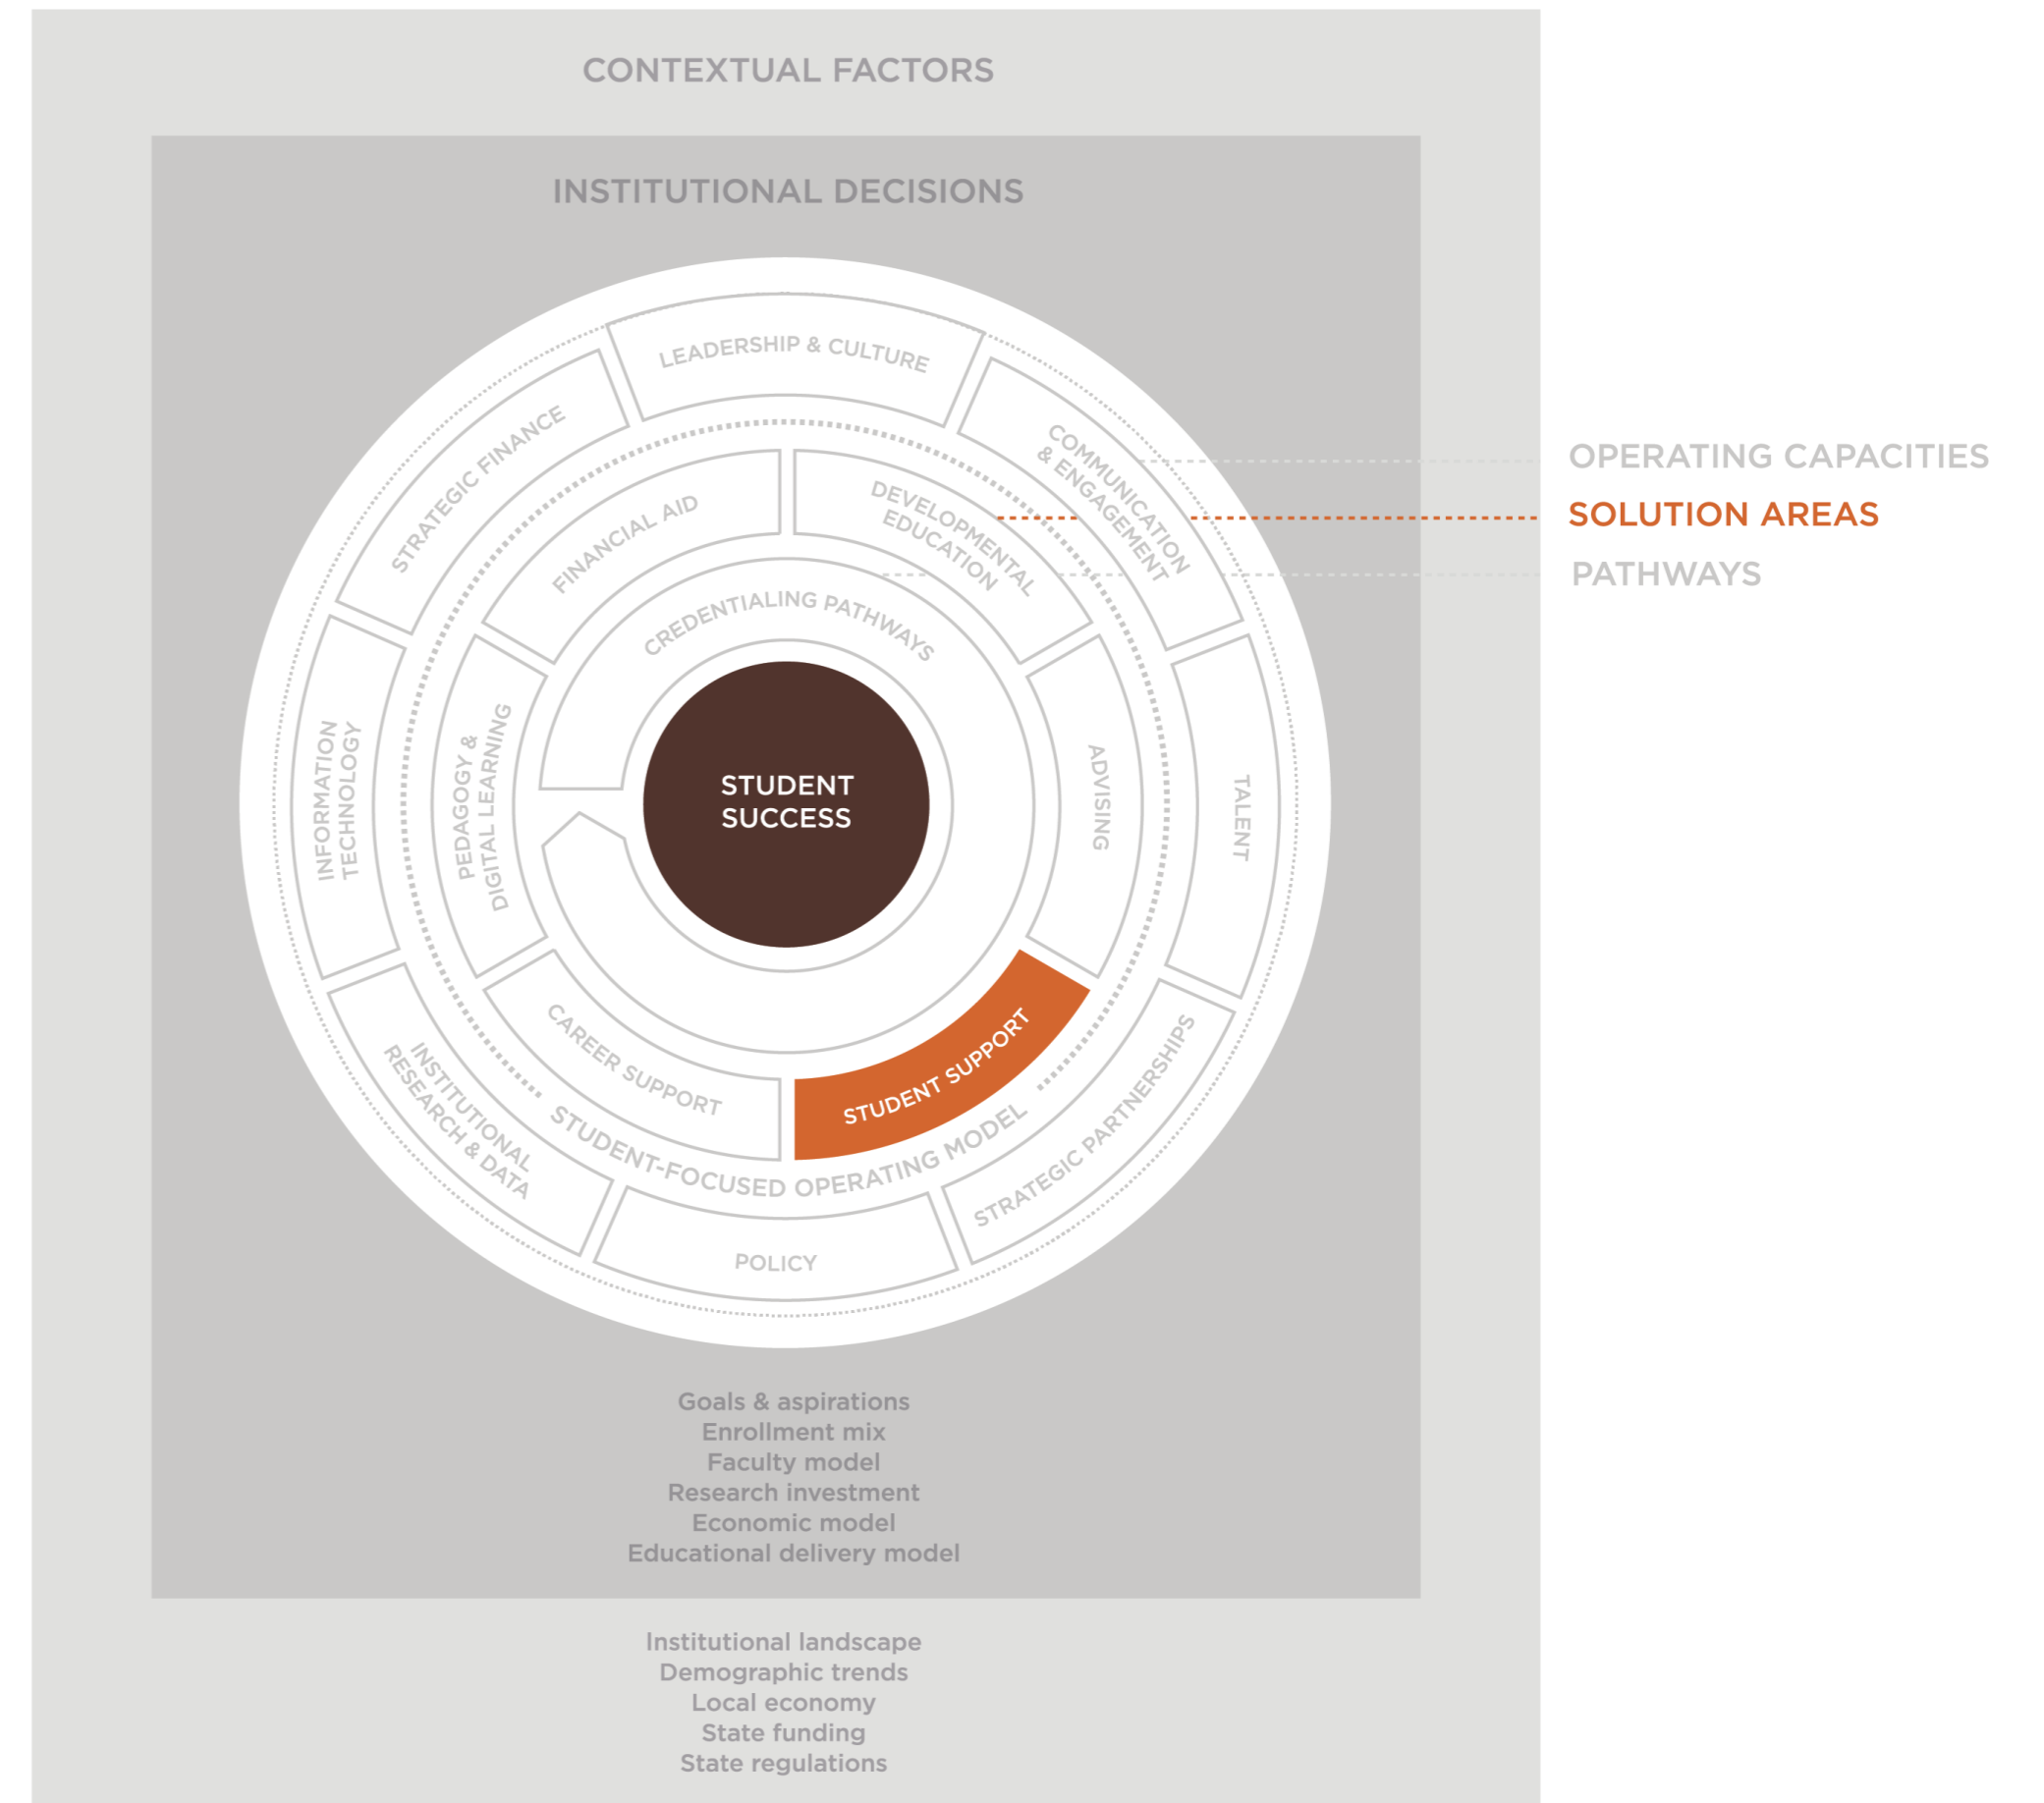 CONTEXTUAL FACTORS
INSTITUTIONAL DECISIONS
LEADERSHIP & CULTURE
COMMUNICATION
& ENGAGEMENT
TALENT
STRATEGIC PARTNERSHIPS
POLICY
INSTITUTIONAL
RESEARCH & DATA
INFORMATION
TECHNOLOGY
STRATEGIC FINANCE
STUDENT-FOCUSED OPERATING MODEL
FINANCIAL AID
DEVELOPMENTAL
EDUCATION
ADVISING
STUDENT SUPPORT
CAREER SUPPORT
PEDAGOGY &
DIGITAL LEARNING
CREDENTIALING PATHWAYS
STUDENT
SUCCESS
OPERATING CAPACITIES
SOLUTION AREAS
PATHWAYS
Goals & aspirations
Enrollment mix
Faculty model
Research investment
Economic model
Educational delivery model
Institutional landscape
Demographic trends
Local economy
State funding
State regulations